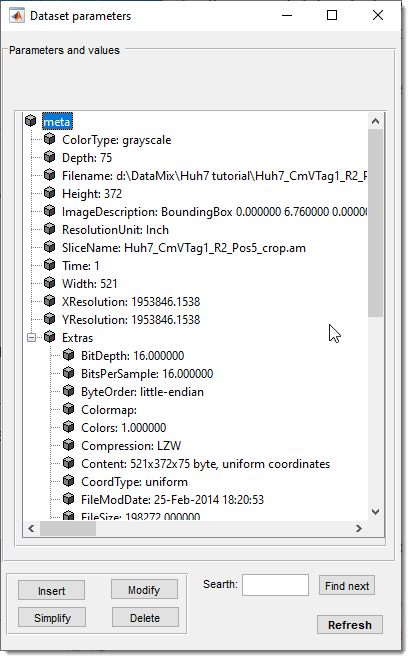 Dataset parameters
Parameters and values
meta
ColorType: grayscale
Depth: 75
Filename: d:\DataMix\Huh7 tutorial\Huh7_CmVTag1_R2_P
Height: 372
ImageDescription: BoundingBox 0.000000 6.760000 0.0000
ResolutionUnit: Inch
SliceName: Huh7_CmVTag1_R2_Pos5_crop.am
Time: 1
Width: 521
XResolution: 1953846.1538
YResolution: 1953846.1538
Extras
BitDepth: 16.000000
BitsPerSample: 16.000000
ByteOrder: little-endian
Colormap:
Colors: 1.000000
Compression: LZW
Content: 521x372x75 byte, uniform coordinates
CoordType: uniform
FileModDate: 25-Feb-2014 18:20:53
FileSize: 198272.000000
Insert Modify Searth: Find next
Simplify Delete Refresh